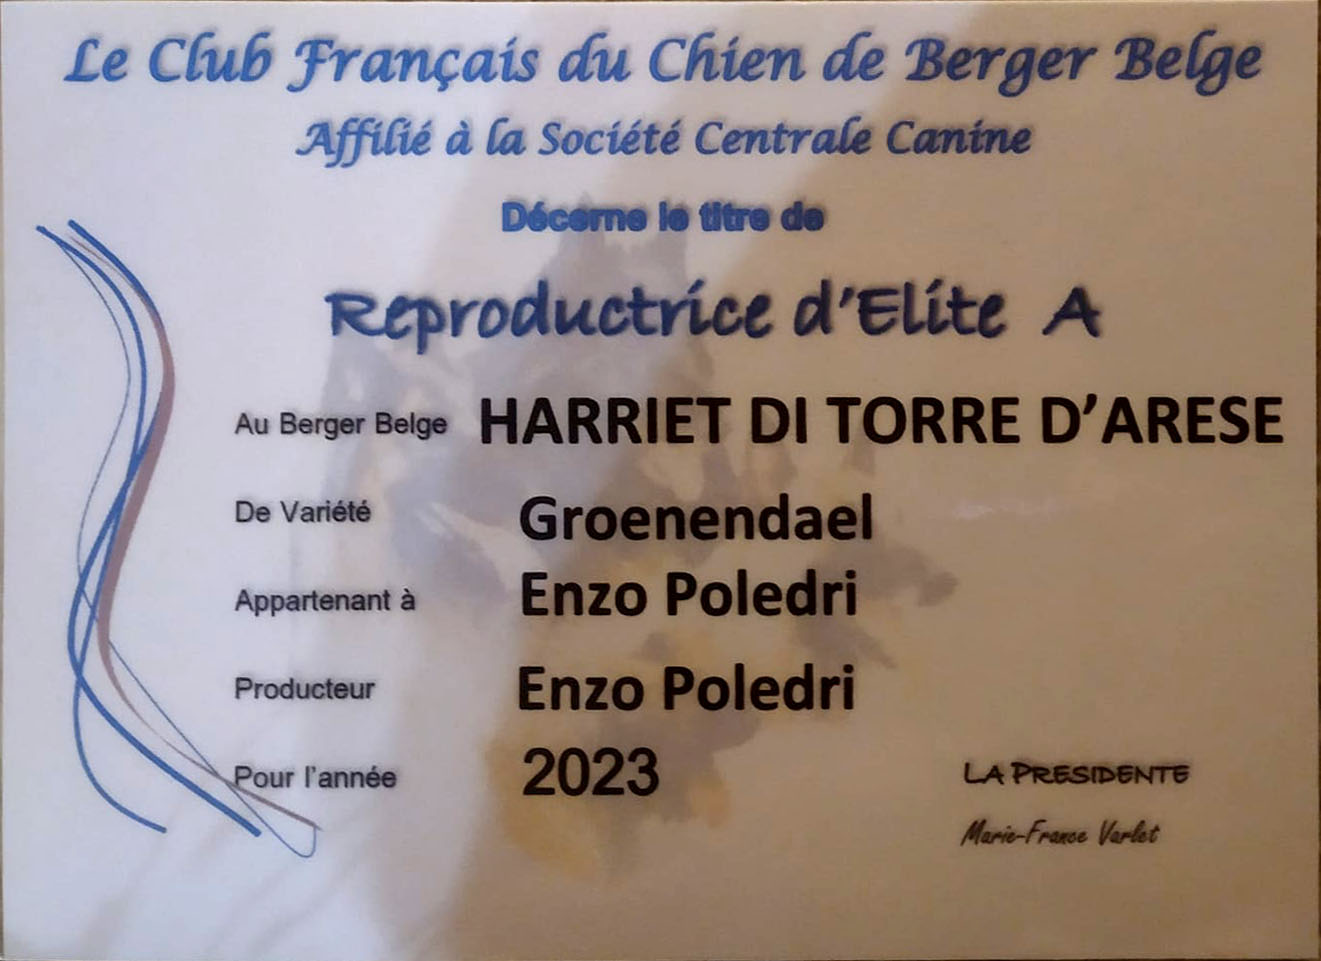 Le Club Français du Chien de Berger Belge
Affilié à la Société Centrale Canine
Décerne le titre de
Reproductrice d'Elite A
Au Berger Belge HARRIET DI TORRE D'ARESE
De Variété Groenendael
Appartenant à Enzo Poledri
Producteur Enzo Poledri
Pour l'année 2023
LA PRESIDENTE
Marie-France Varlet